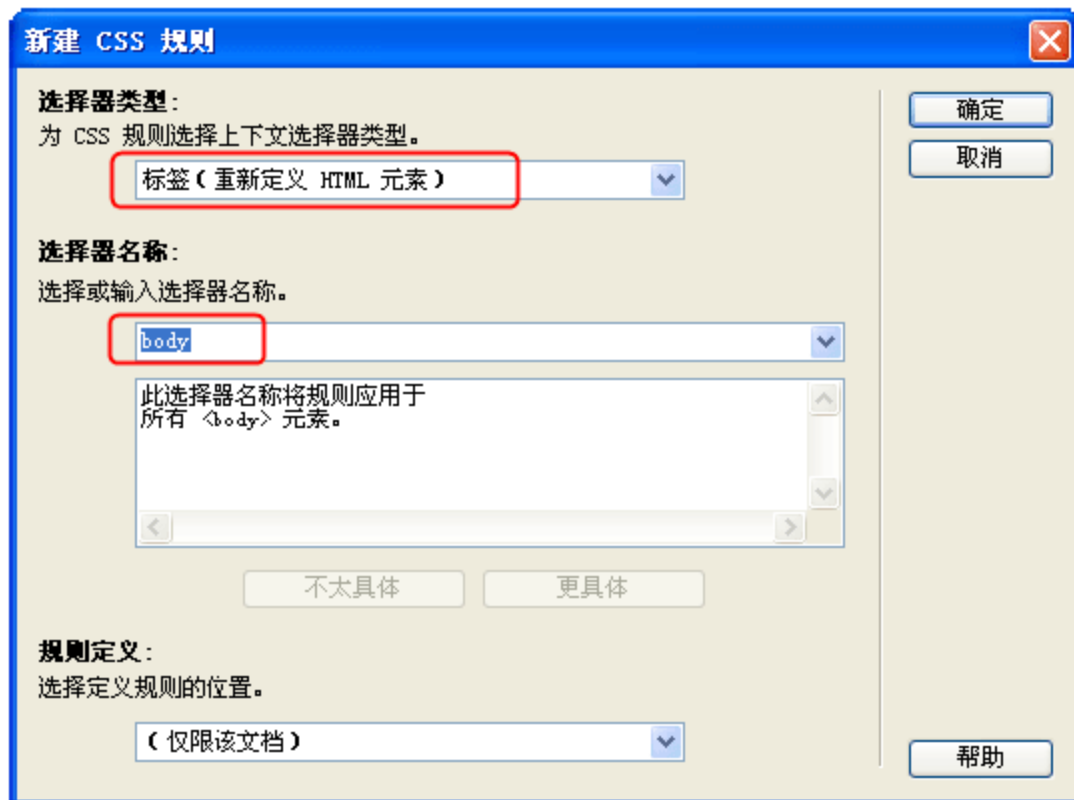 新建 CSS 规则
选择器类型:
为 CSS 规则选择上下文选择器类型。
标签(重新定义 HTML 元素)
确定
取消
选择器名称:
选择或输入选择器名称。
body
此选择器名称将规则应用于
所有 <body> 元素。
不太具体
更具体
规则定义:
选择定义规则的位置。
(仅限该文档)
帮助